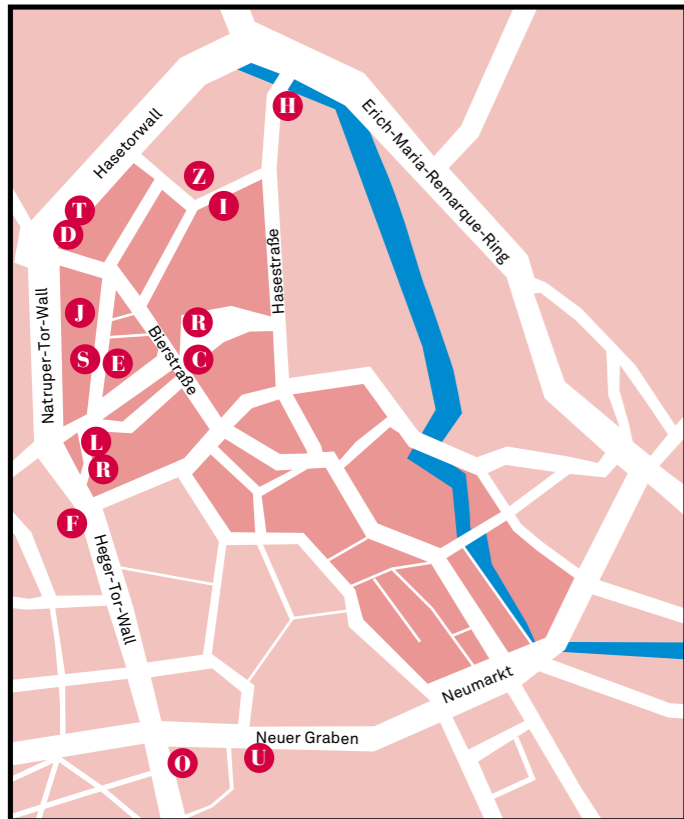 H
Erich-Maria-Remarque-Ring
Hasetorwall
Z
T
I
D
Hasestraße
J
R
Natruper-Tor-Wall
Bierstraße
S
E
C
L
R
F
Heger-Tor-Wall
Neumarkt
Neuer Graben
O
U